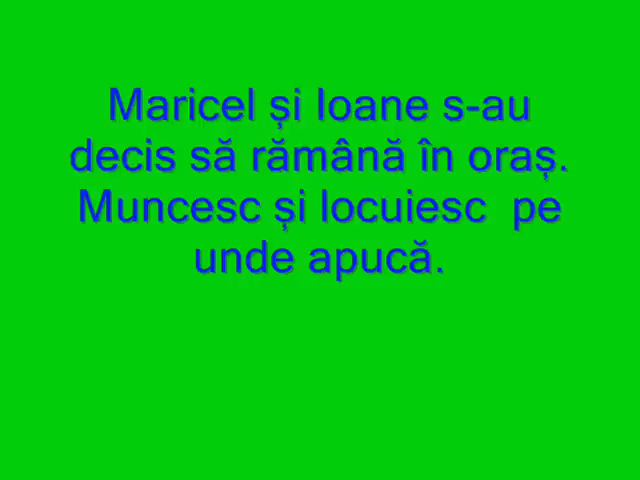 Maricel și Ioane s-au
decis să rămână în oraș.
Muncesc și locuiesc  pe
unde apucă.